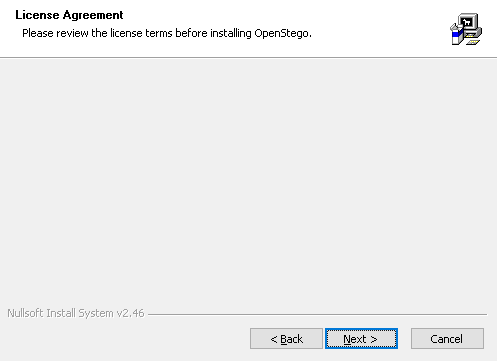 License Agreement
Please review the license terms before installing OpenStego.
Nullsoft Install System v2.46
< Back
Next >
Cancel